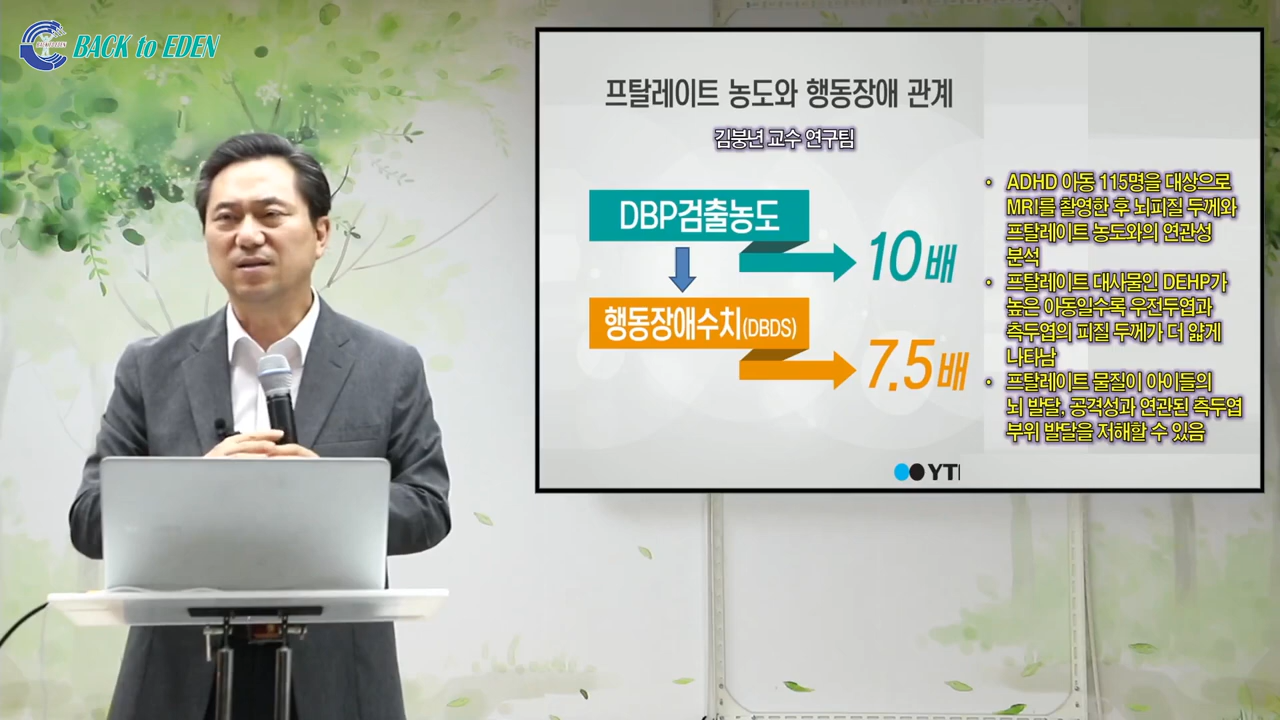 BACK to EDEN
프탈레이트 농도와 행동장애 관계
김붕년 교수 연구팀
DBP검출농도
10배
행동장애수치(DBDS)
7.5배
• ADHD 아동 115명을 대상으로
MRI를 촬영한 후 뇌피질 두께와
프탈레이트 농도와의 연관성
분석
• 프탈레이트 대사물인 DEHP가
높은 아동일수록 우전두엽과
측두엽의 피질 두께가 더 얇게
나타남
• 프탈레이트 물질이 아이들의
뇌 발달, 공격성과 연관된 측두엽
부위 발달을 저해할 수 있음